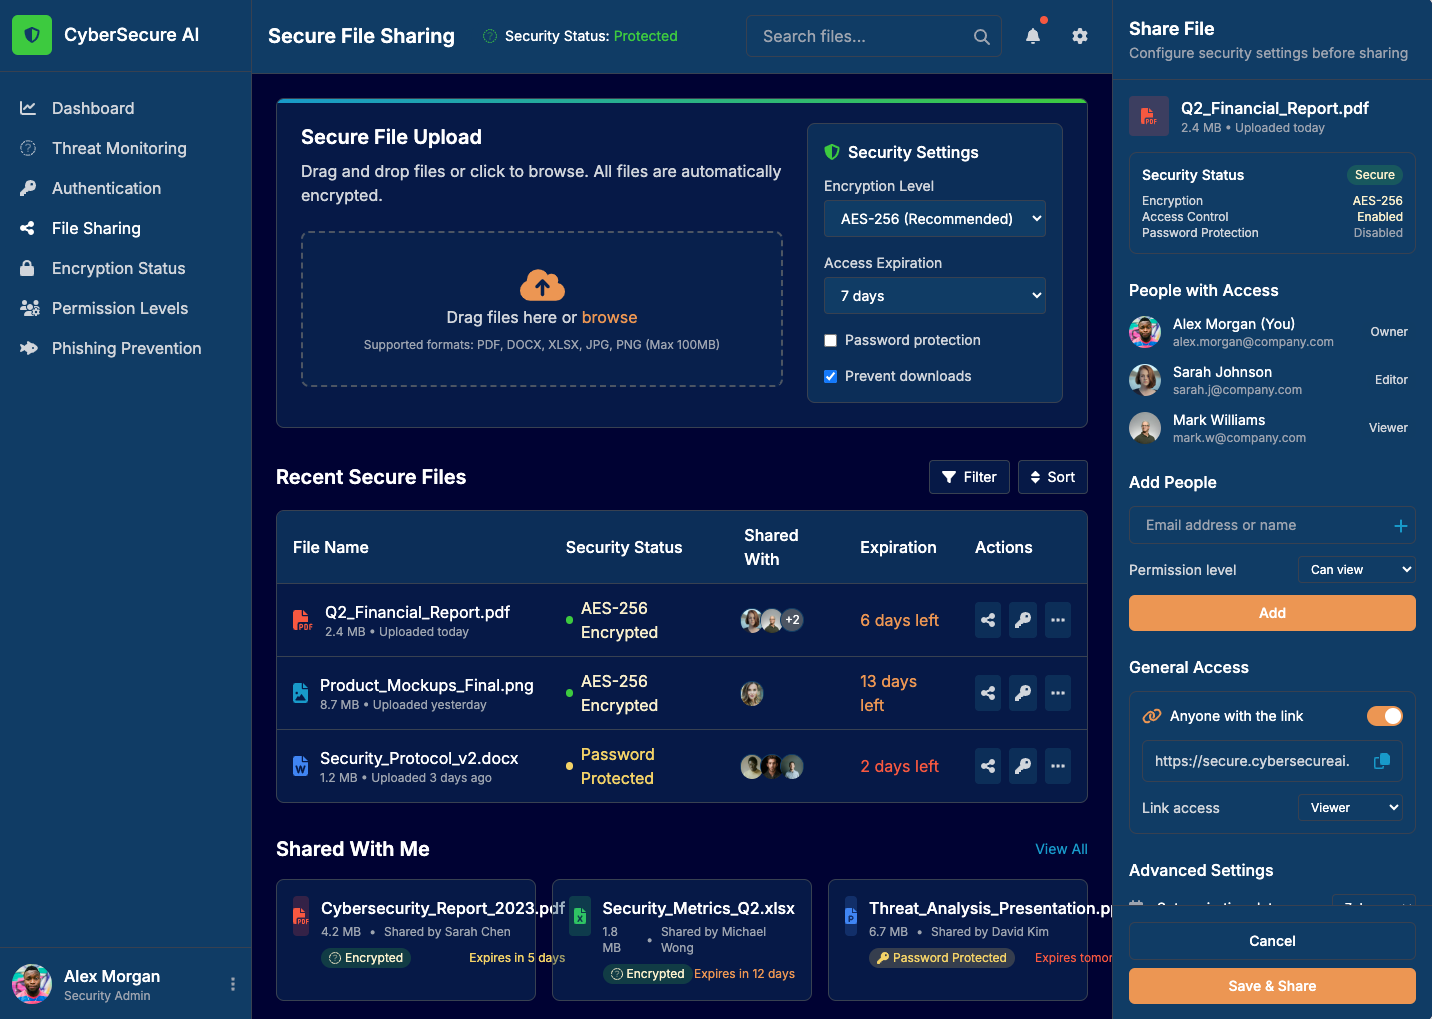 CyberSecure AI
Dashboard
Threat Monitoring
Authentication
File Sharing
Encryption Status
Permission Levels
Phishing Prevention
Alex Morgan
Security Admin
Secure File Sharing
Security Status: Protected
Search files...
Secure File Upload
Drag and drop files or click to browse. All files are automatically
encrypted.
Drag files here or browse
Supported formats: PDF, DOCX, XLSX, JPG, PNG (Max 100MB)
Security Settings
Encryption Level
AES-256 (Recommended)
Access Expiration
7 days
Password protection
Prevent downloads
Recent Secure Files
Filter
Sort
File Name
Security Status
Shared
With
Expiration
Actions
Q2_Financial_Report.pdf
2.4 MB • Uploaded today
AES-256
Encrypted
+2
6 days left
Product_Mockups_Final.png
8.7 MB • Uploaded yesterday
AES-256
Encrypted
13 days
left
Security_Protocol_v2.docx
1.2 MB • Uploaded 3 days ago
Password
Protected
2 days left
Shared With Me
View All
Cybersecurity_Report_2023.pdf
4.2 MB • Shared by Sarah Chen
Encrypted
Expires in 5 days
Security_Metrics_Q2.xlsx
1.8
MB
• Shared by Michael
Wong
Encrypted
Expires in 12 days
Threat_Analysis_Presentation.pp
6.7 MB • Shared by David Kim
Password Protected
Expires tomor
Share File
Configure security settings before sharing
Q2_Financial_Report.pdf
2.4 MB • Uploaded today
Security Status
Secure
Encryption
AES-256
Access Control
Enabled
Password Protection
Disabled
People with Access
Alex Morgan (You)
alex.morgan@company.com
Owner
Sarah Johnson
sarah.j@company.com
Editor
Mark Williams
mark.w@company.com
Viewer
Add People
Email address or name
Permission level
Can view
Add
General Access
Anyone with the link
https://secure.cybersecureai.
Link access
Viewer
Advanced Settings
Cancel
Save & Share